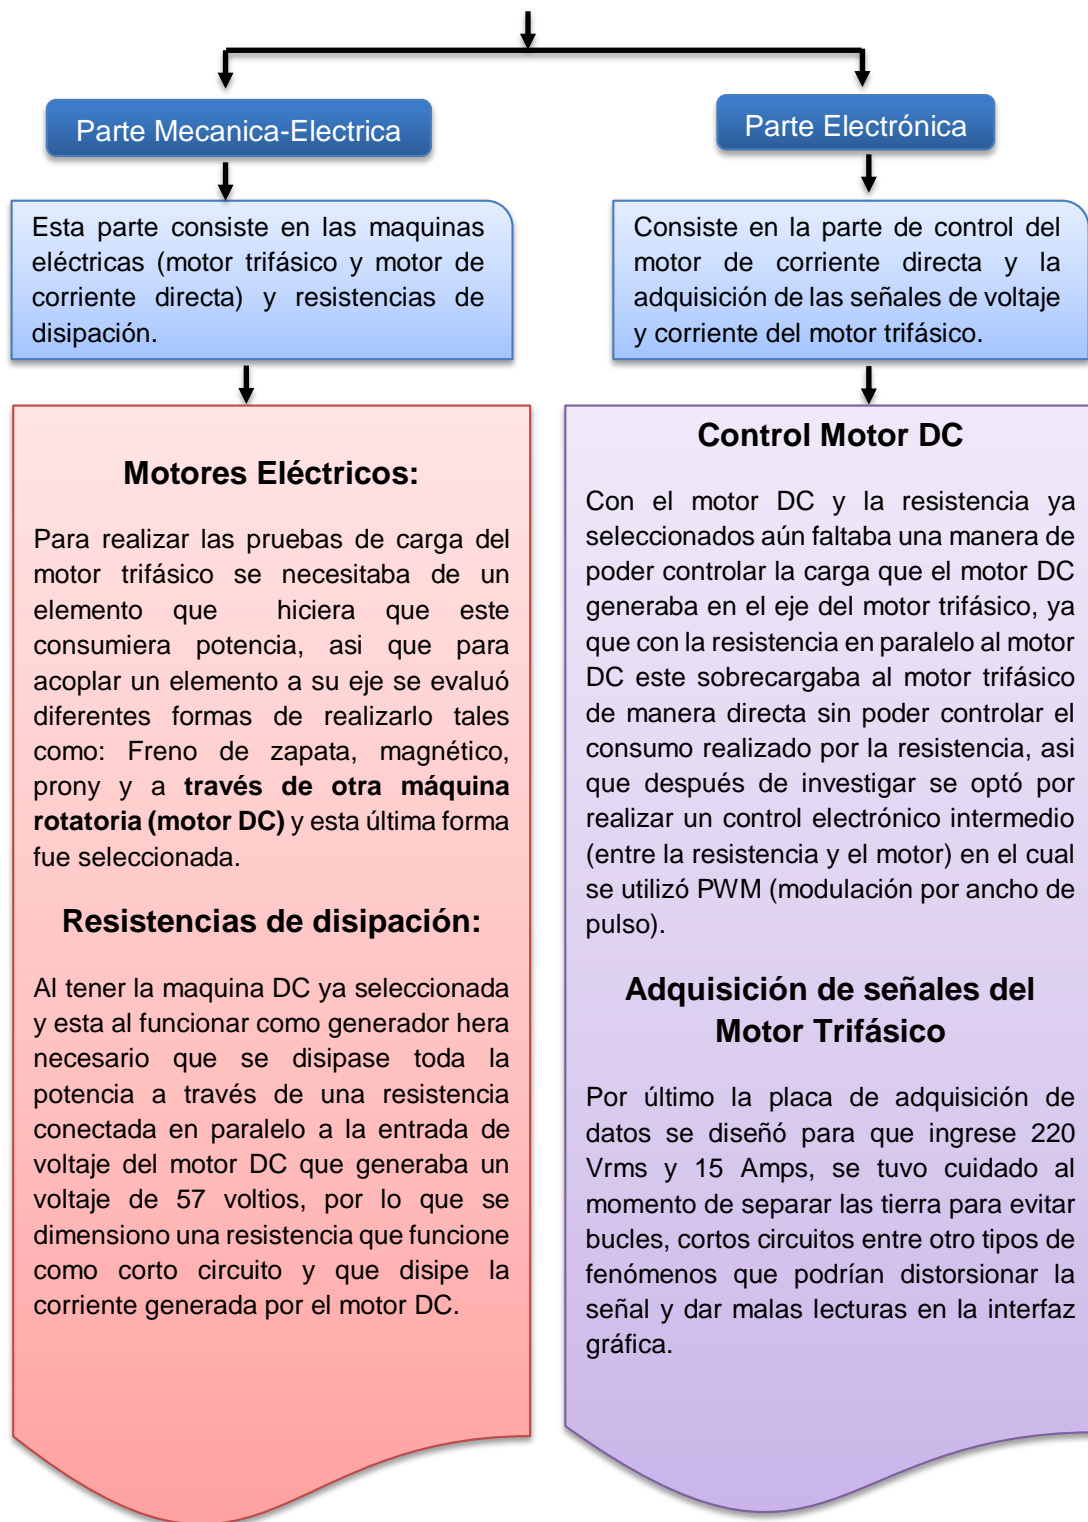 Parte Mecanica-Electrica
Esta parte consiste en las maquinas
eléctricas (motor trifásico y motor de
corriente directa) y resistencias de
disipación.
Motores Eléctricos:
Para realizar las pruebas de carga del
motor trifásico se necesitaba de un
elemento que hiciera que este
consumiera potencia, asi que para
acoplar un elemento a su eje se evaluó
diferentes formas de realizarlo tales
como: Freno de zapata, magnético,
prony y a través de otra máquina
rotatoria (motor DC) y esta última forma
fue seleccionada.
Resistencias de disipación:
Al tener la maquina DC ya seleccionada
y esta al funcionar como generador hera
necesario que se disipase toda la
potencia a través de una resistencia
conectada en paralelo a la entrada de
voltaje del motor DC que generaba un
voltaje de 57 voltios, por lo que se
dimensiono una resistencia que funcione
como corto circuito y que disipe la
corriente generada por el motor DC.
Parte Electrónica
Consiste en la parte de control del
motor de corriente directa y la
adquisición de las señales de voltaje
y corriente del motor trifásico.
Control Motor DC
Con el motor DC y la resistencia ya
seleccionados aún faltaba una manera de
poder controlar la carga que el motor DC
generaba en el eje del motor trifásico, ya
que con la resistencia en paralelo al motor
DC este sobrecargaba al motor trifásico
de manera directa sin poder controlar el
consumo realizado por la resistencia, asi
que después de investigar se optó por
realizar un control electrónico intermedio
(entre la resistencia y el motor) en el cual
se utilizó PWM (modulación por ancho de
pulso).
Adquisición de señales del
Motor Trifásico
Por último la placa de adquisición de
datos se diseñó para que ingrese 220
Vrms y 15 Amps, se tuvo cuidado al
momento de separar las tierra para evitar
bucles, cortos circuitos entre otro tipos de
fenómenos que podrían distorsionar la
señal y dar malas lecturas en la interfaz
gráfica.